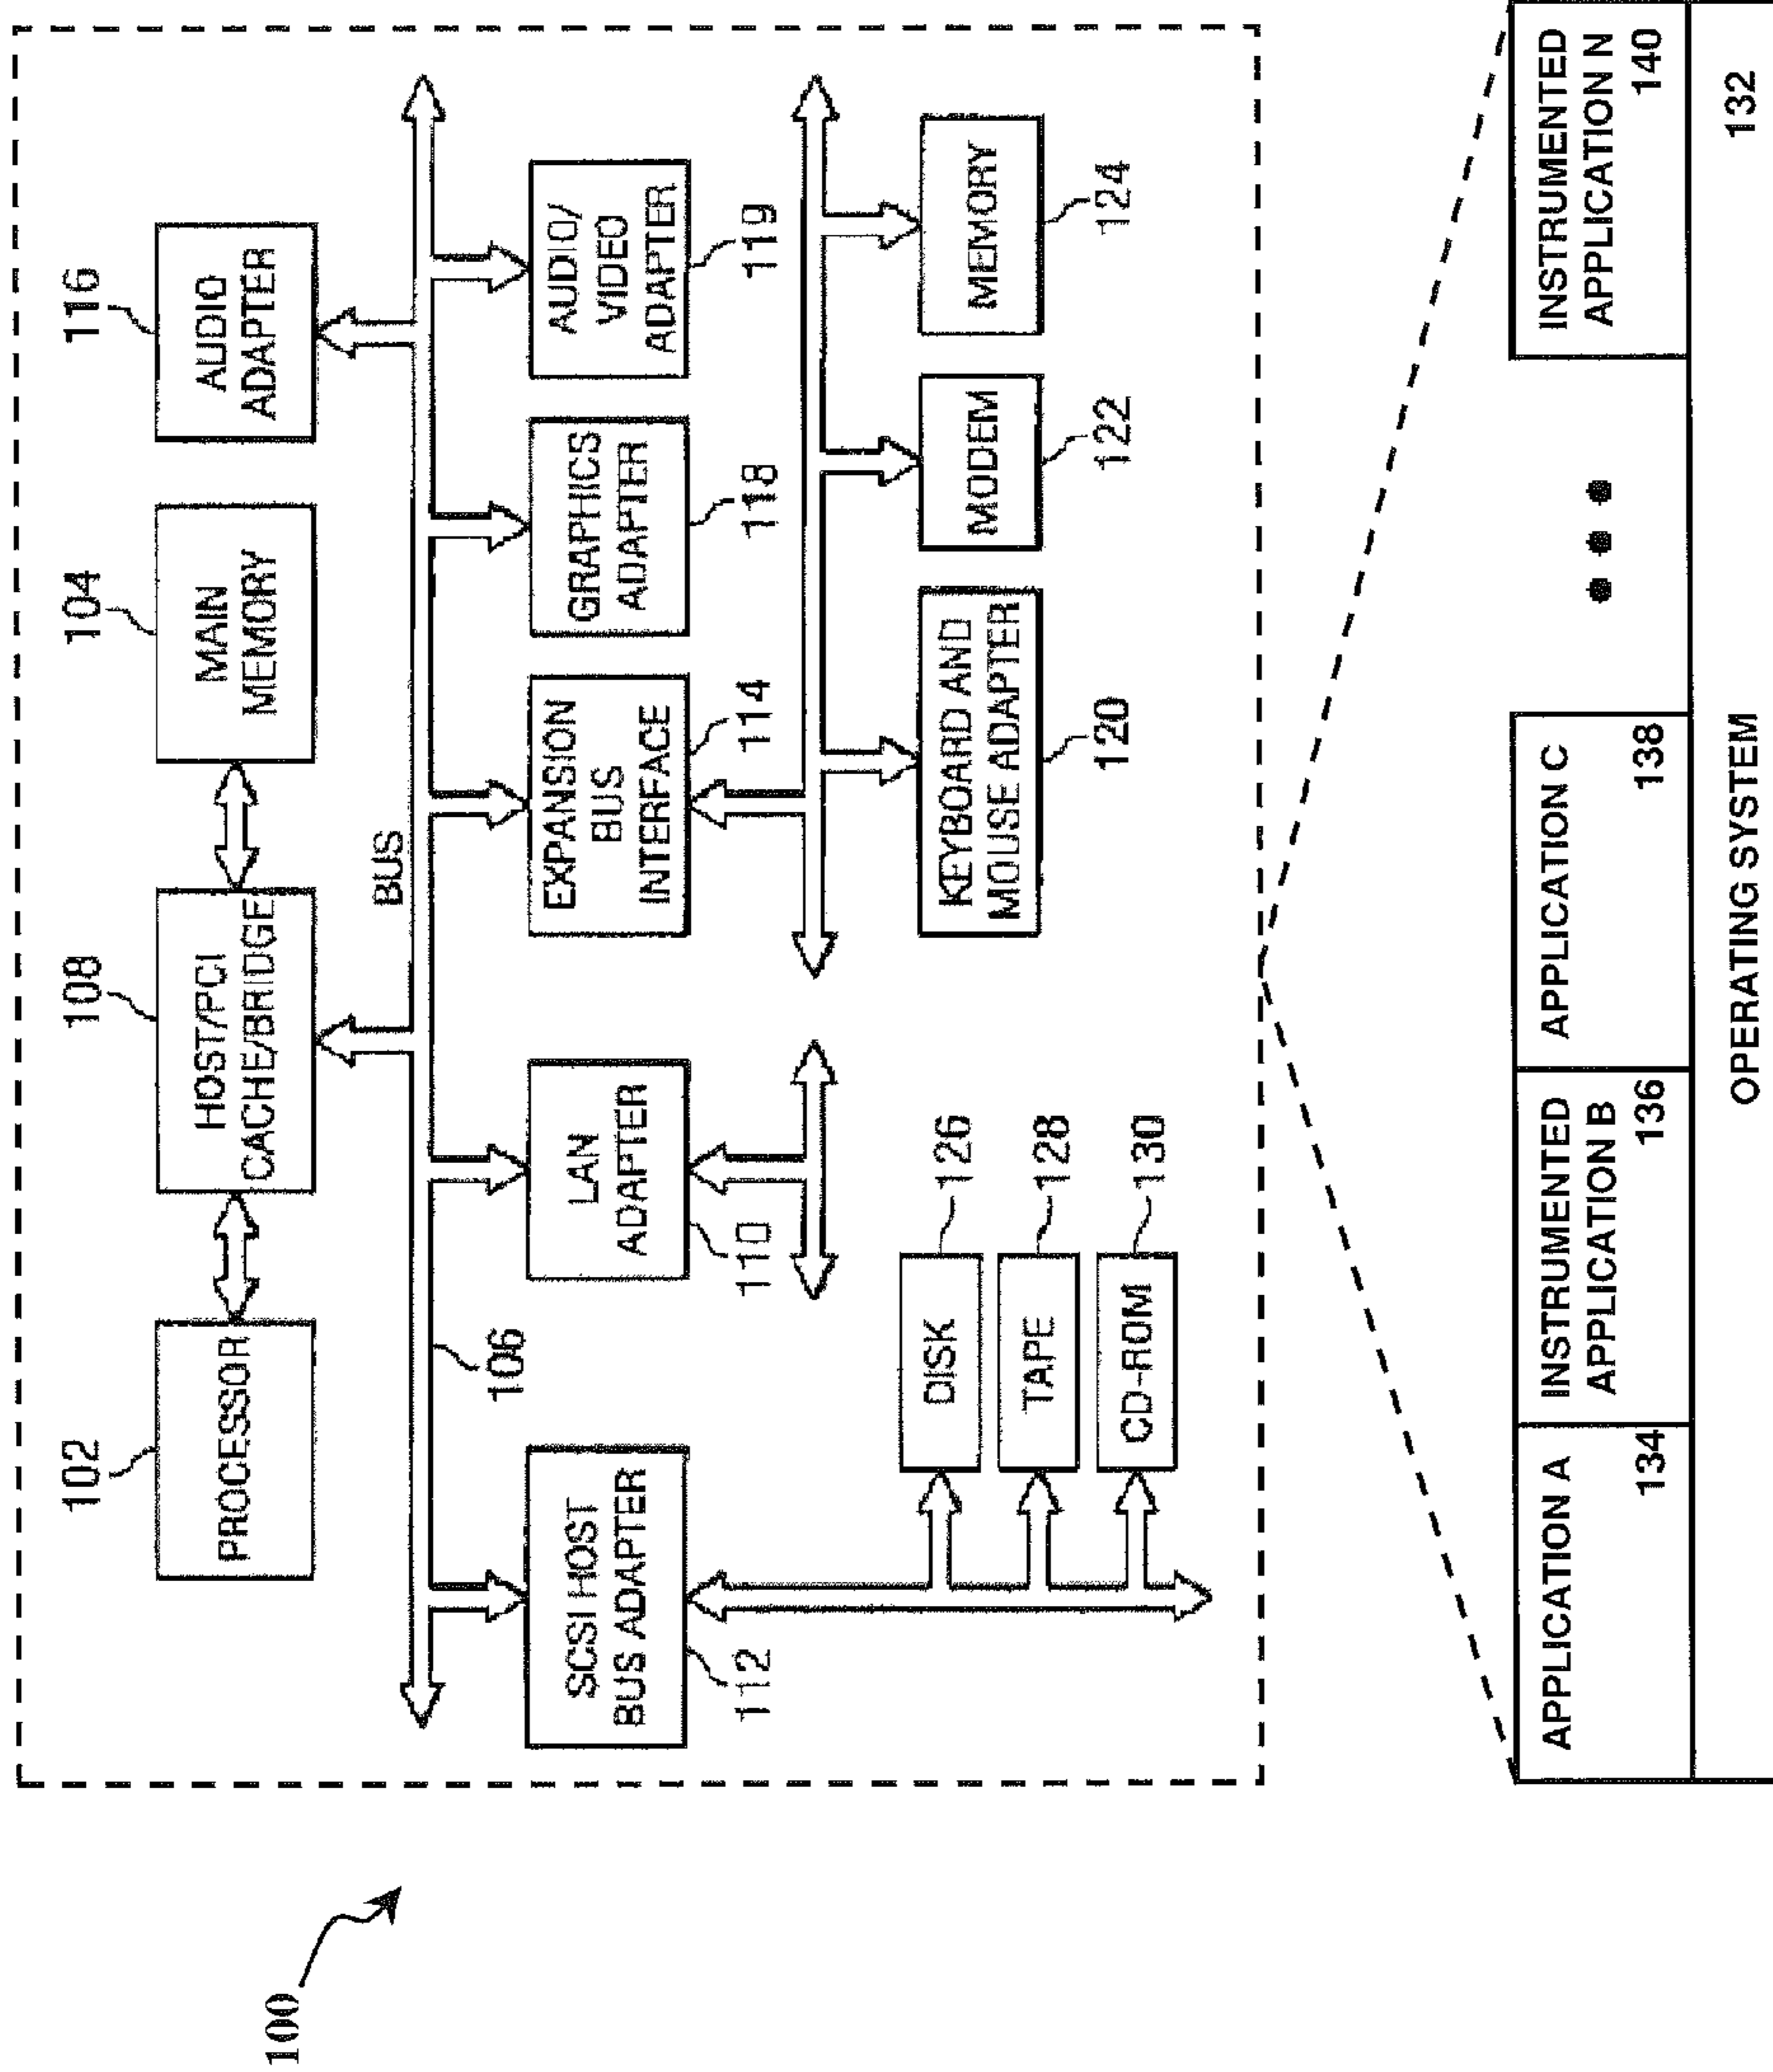 100
102
108
104
116
PROCESSOR
HOST/PCI
CACHE/BRIDGE
MAIN
MEMORY
AUDIO
ADAPTER
BUS
106
SCSI HOST
BUS ADAPTER
LAN
ADAPTER
EXPANSION
BUS
INTERFACE
GRAPHICS
ADAPTER
AUDIO/
VIDEO
ADAPTER
112
110
114
118
119
DISK
126
TAPE
128
CD-ROM
130
KEYBOARD AND
MOUSE ADAPTER
MODEM
MEMORY
120
122
124
APPLICATION A
134
INSTRUMENTED
APPLICATION B
136
APPLICATION C
138
INSTRUMENTED
APPLICATION N
140
OPERATING SYSTEM
132